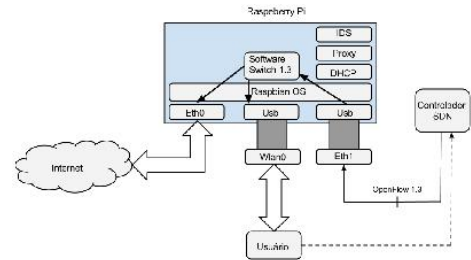 Raspberry Pi
IDS
Software
Switch 1.3
Proxy
DHCP
Raspbian OS
Eth0
Usb
Usb
Controlador
SDN
Internet
Wlan0
Eth1
OpenFlow 1.3
Usuário